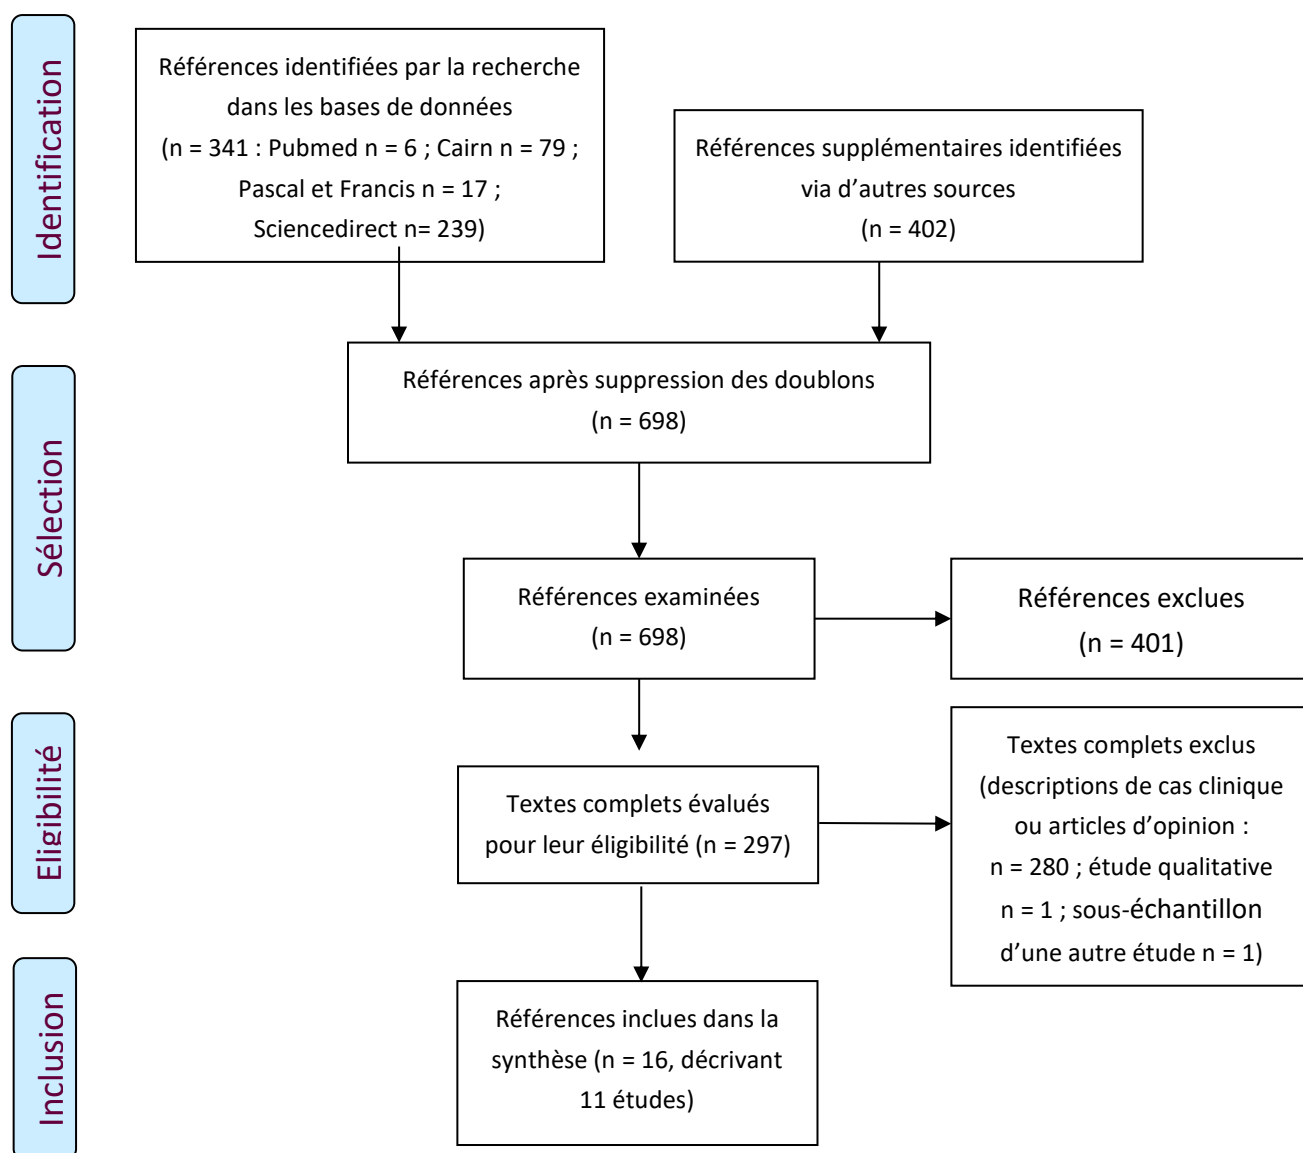 Identification
Références identifiées par la recherche
dans les bases de données
(n = 341 : Pubmed n = 6 ; Cairn n = 79 ;
Pascal et Francis n = 17 ;
Sciencedirect n= 239)
Références supplémentaires identifiées
via d’autres sources
(n = 402)
Sélection
Références après suppression des doublons
(n = 698)
Références examinées
(n = 698)
Références exclues
(n = 401)
Eligibilité
Textes complets évalués
pour leur éligibilité (n = 297)
Textes complets exclus
(descriptions de cas clinique
ou articles d’opinion :
n = 280 ; étude qualitative
n = 1 ; sous-échantillon
d’une autre étude n = 1)
Inclusion
Références inclues dans la
synthèse (n = 16, décrivant
11 études)